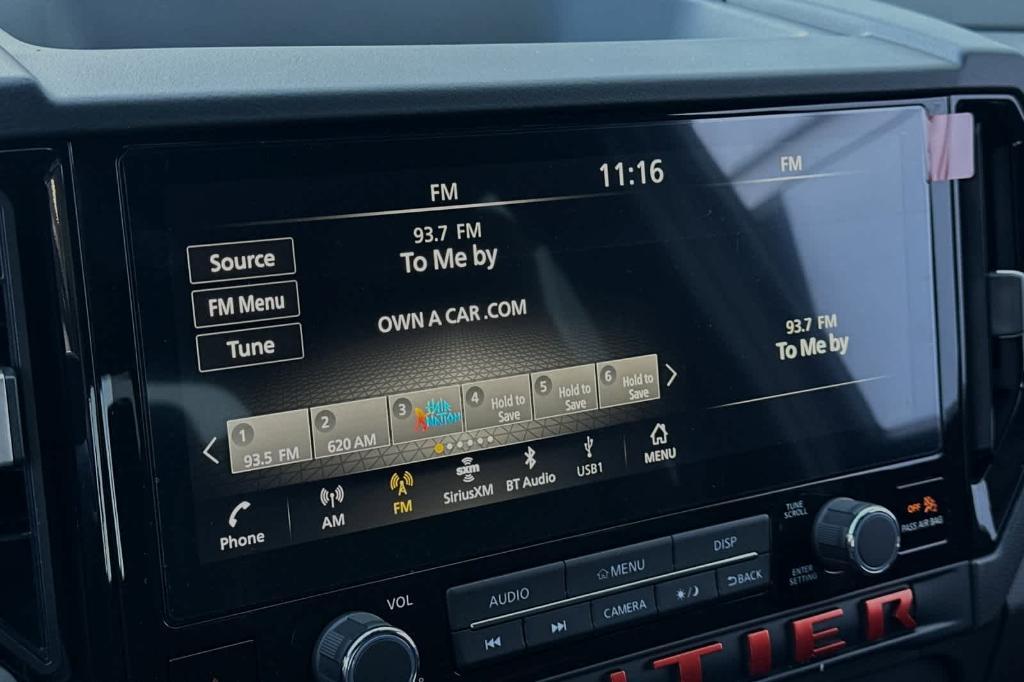 FM
11:16
FM
93.7 FM
To Me by
Source
FM Menu
Tune
OWN A CAR .COM
93.7 FM
To Me by
1
93.5 FM
2
620 AM
3
HAIR
NATION
4
Hold to
Save
5
Hold to
Save
6
Hold to
Save
Phone
AM
FM
sxm
SiriusXM
BT Audio
USB1
MENU
TUNE
SCROLL
OFF
PASS AIR BAG
ENTER
SETTING
VOL
AUDIO
MENU
DISP
CAMERA
BACK
TIER